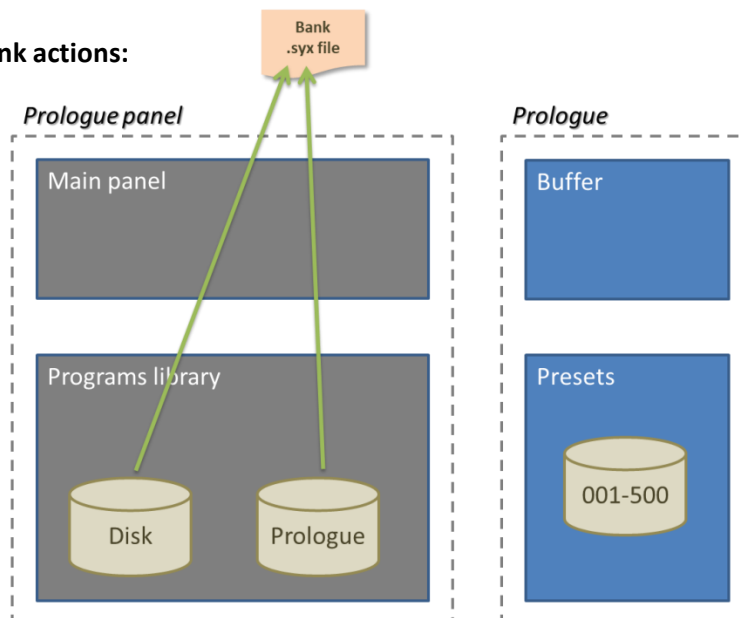 Bank
.syx file
nk actions:
Prologue panel
Prologue
Main panel
Buffer
Programs library
Presets
Disk
Prologue
001-500